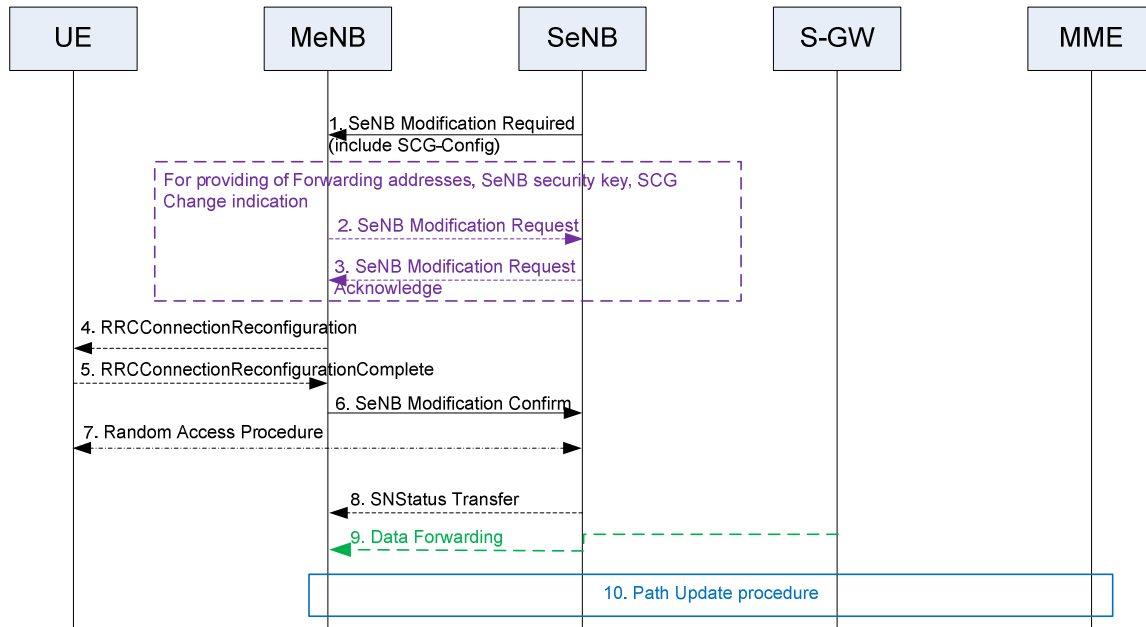 UE
MeNB
SeNB
S-GW
MME
1. SeNB Modification Required
(include SCG-Config)
For providing of Forwarding addresses, SeNB security key, SCG
Change indication
2. SeNB Modification Request
3. SeNB Modification Request
Acknowledge
4. RRCConnectionReconfiguration
5. RRCConnectionReconfigurationComplete
6. SeNB Modification Confirm
7. Random Access Procedure
8. SNStatus Transfer
9. Data Forwarding
10. Path Update procedure